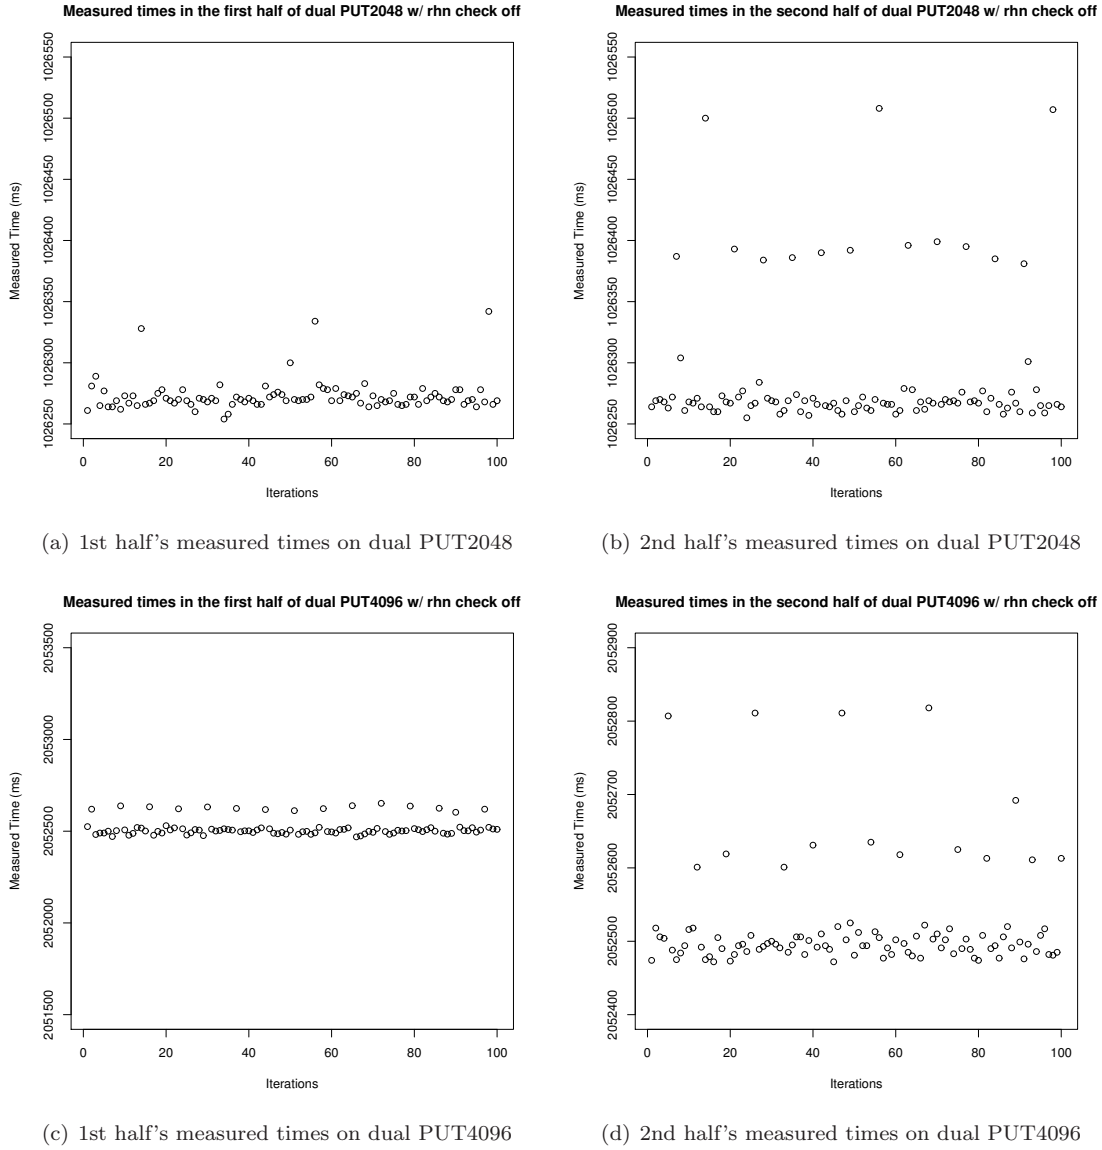 Measured times in the first half of dual PUT2048 w/ rhn check off
Measured Time (ms)
1026550
1026500
1026450
1026400
1026350
1026300
1026250
0 20 40 60 80 100
Iterations
(a) 1st half's measured times on dual PUT2048
Measured times in the second half of dual PUT2048 w/ rhn check off
Measured Time (ms)
1026550
1026500
1026450
1026400
1026350
1026300
1026250
0 20 40 60 80 100
Iterations
(b) 2nd half's measured times on dual PUT2048
Measured times in the first half of dual PUT4096 w/ rhn check off
Measured Time (ms)
2053500
2053000
2052500
2052000
2051500
0 20 40 60 80 100
Iterations
(c) 1st half's measured times on dual PUT4096
Measured times in the second half of dual PUT4096 w/ rhn check off
Measured Time (ms)
2052900
2052800
2052700
2052600
2052500
2052400
0 20 40 60 80 100
Iterations
(d) 2nd half's measured times on dual PUT4096